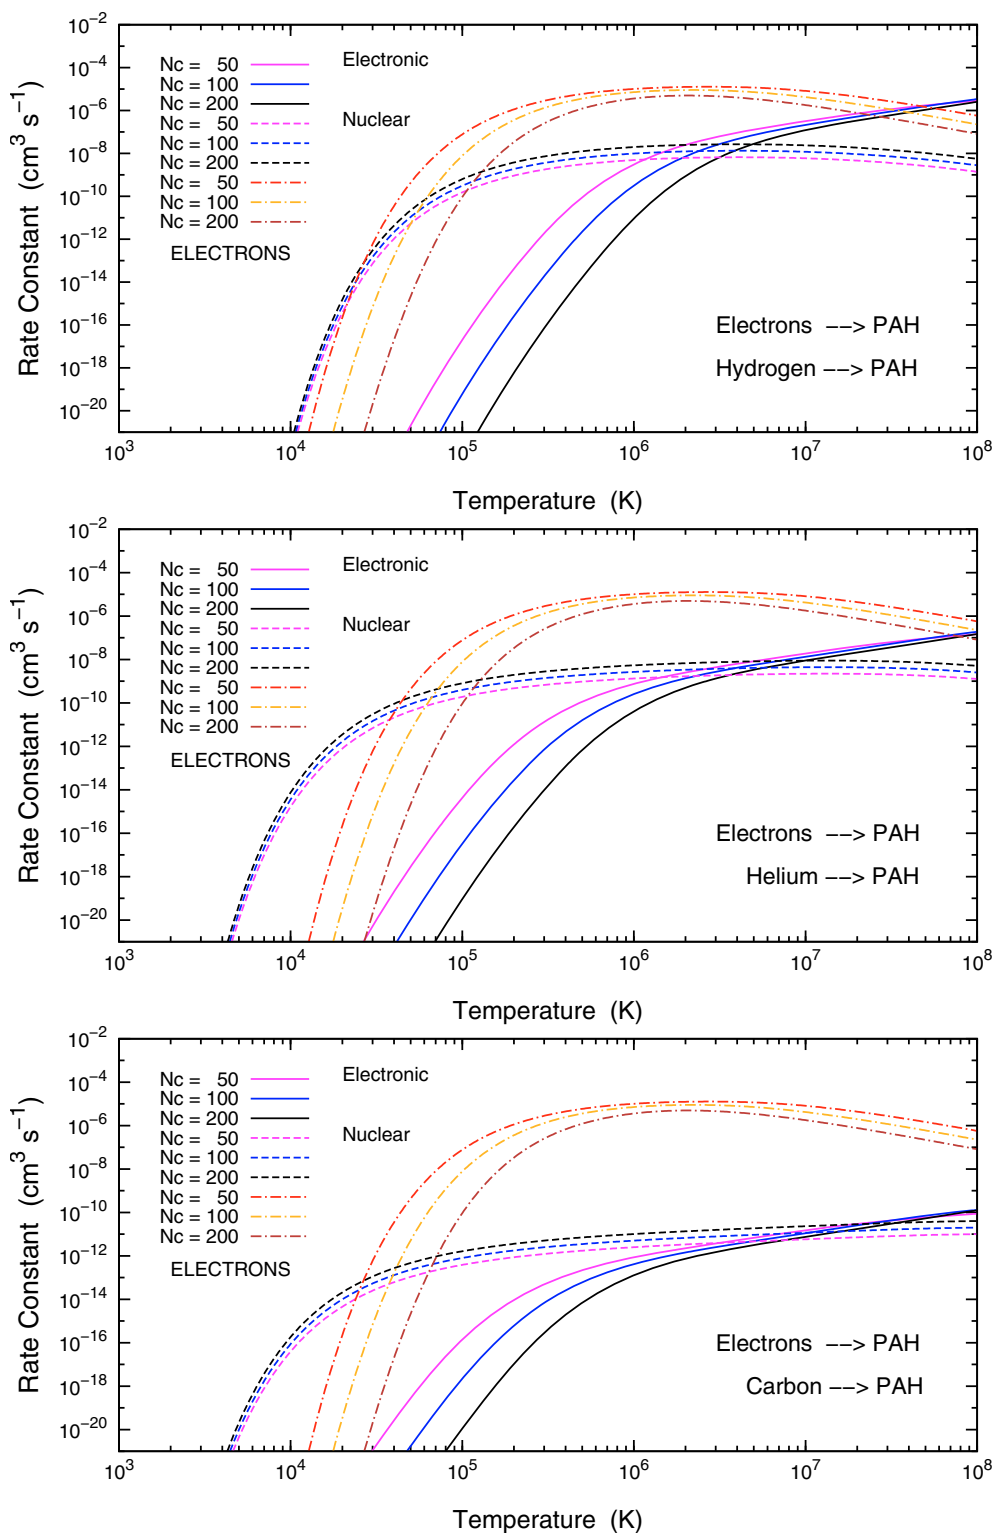 10⁻²
10⁻⁴
10⁻⁶
10⁻⁸
10⁻¹⁰
10⁻¹²
10⁻¹⁴
10⁻¹⁶
10⁻¹⁸
10⁻²⁰
Rate Constant (cm³ s⁻¹)
Nc = 50
Nc = 100
Nc = 200
Nc = 50
Nc = 100
Nc = 200
Nc = 50
Nc = 100
Nc = 200
ELECTRONS
Electronic
Nuclear
Electrons −−> PAH
Hydrogen −−> PAH
10³ 10⁴ 10⁵ 10⁶ 10⁷ 10⁸
Temperature (K)
10⁻²
10⁻⁴
10⁻⁶
10⁻⁸
10⁻¹⁰
10⁻¹²
10⁻¹⁴
10⁻¹⁶
10⁻¹⁸
10⁻²⁰
Rate Constant (cm³ s⁻¹)
Nc = 50
Nc = 100
Nc = 200
Nc = 50
Nc = 100
Nc = 200
Nc = 50
Nc = 100
Nc = 200
ELECTRONS
Electronic
Nuclear
Electrons −−> PAH
Helium −−> PAH
10³ 10⁴ 10⁵ 10⁶ 10⁷ 10⁸
Temperature (K)
10⁻²
10⁻⁴
10⁻⁶
10⁻⁸
10⁻¹⁰
10⁻¹²
10⁻¹⁴
10⁻¹⁶
10⁻¹⁸
10⁻²⁰
Rate Constant (cm³ s⁻¹)
Nc = 50
Nc = 100
Nc = 200
Nc = 50
Nc = 100
Nc = 200
Nc = 50
Nc = 100
Nc = 200
ELECTRONS
Electronic
Nuclear
Electrons −−> PAH
Carbon −−> PAH
10³ 10⁴ 10⁵ 10⁶ 10⁷ 10⁸
Temperature (K)